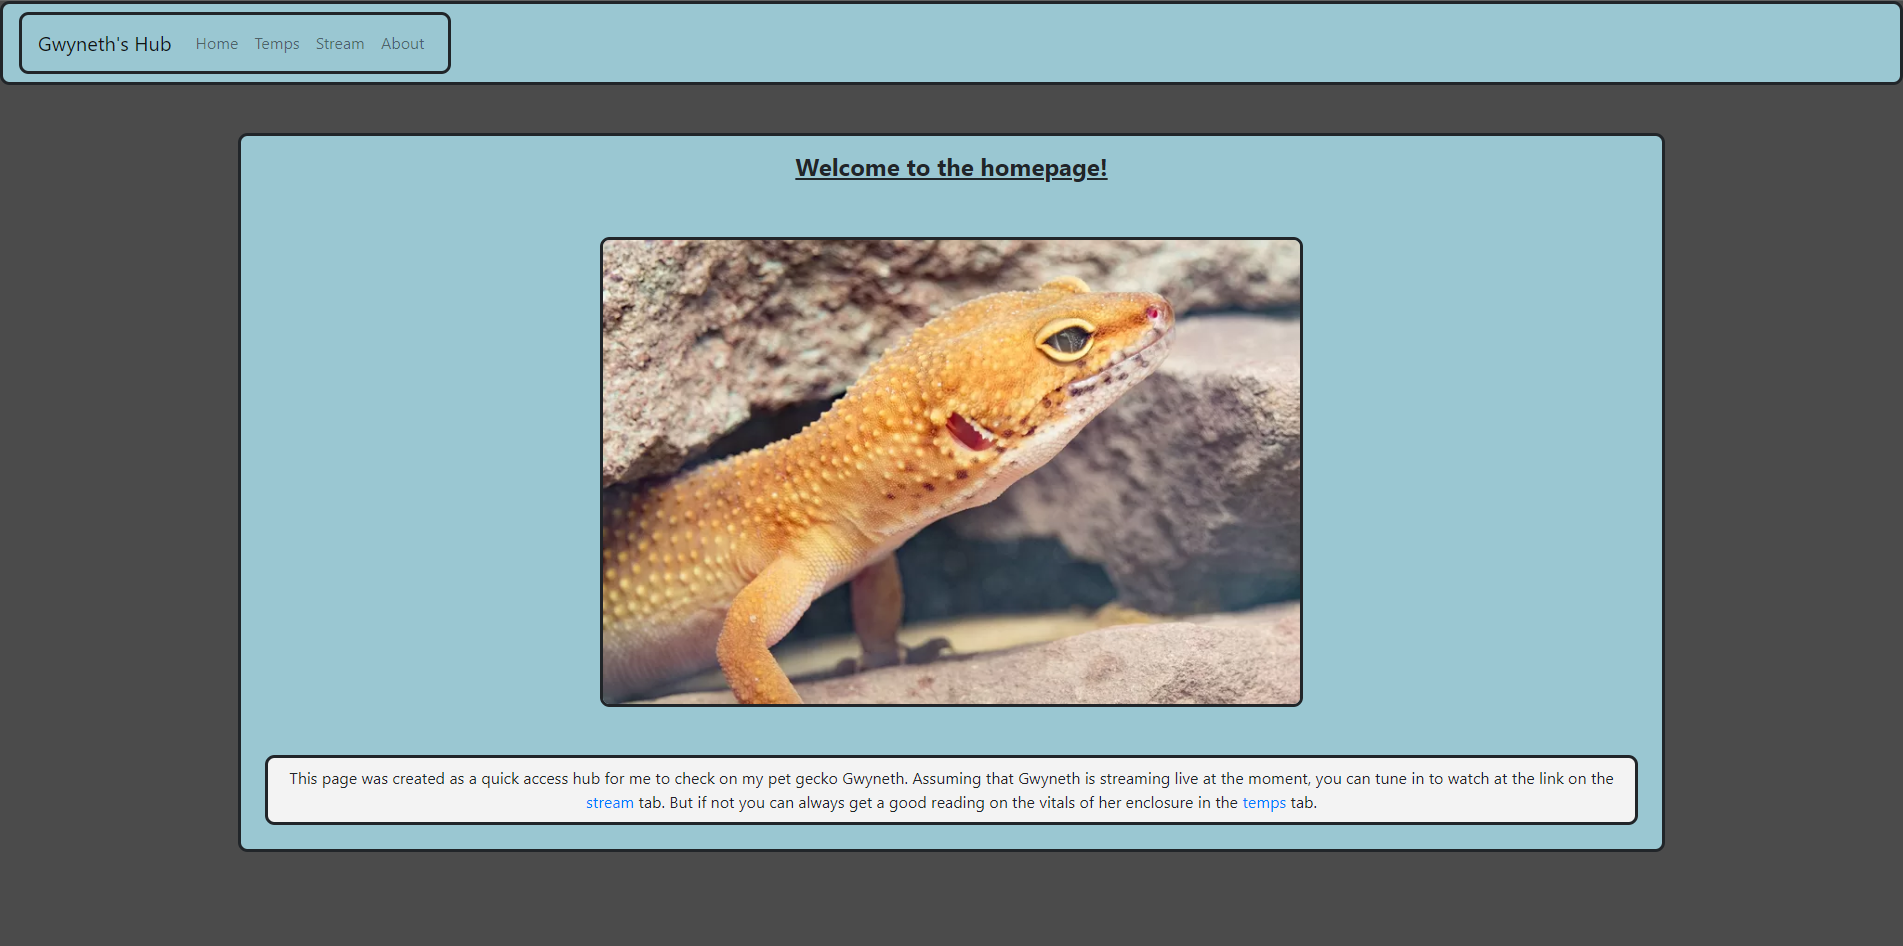 Gwyneth's Hub Home Temps Stream About
Welcome to the homepage!
This page was created as a quick access hub for me to check on my pet gecko Gwyneth. Assuming that Gwyneth is streaming live at the moment, you can tune in to watch at the link on the
stream tab. But if not you can always get a good reading on the vitals of her enclosure in the temps tab.